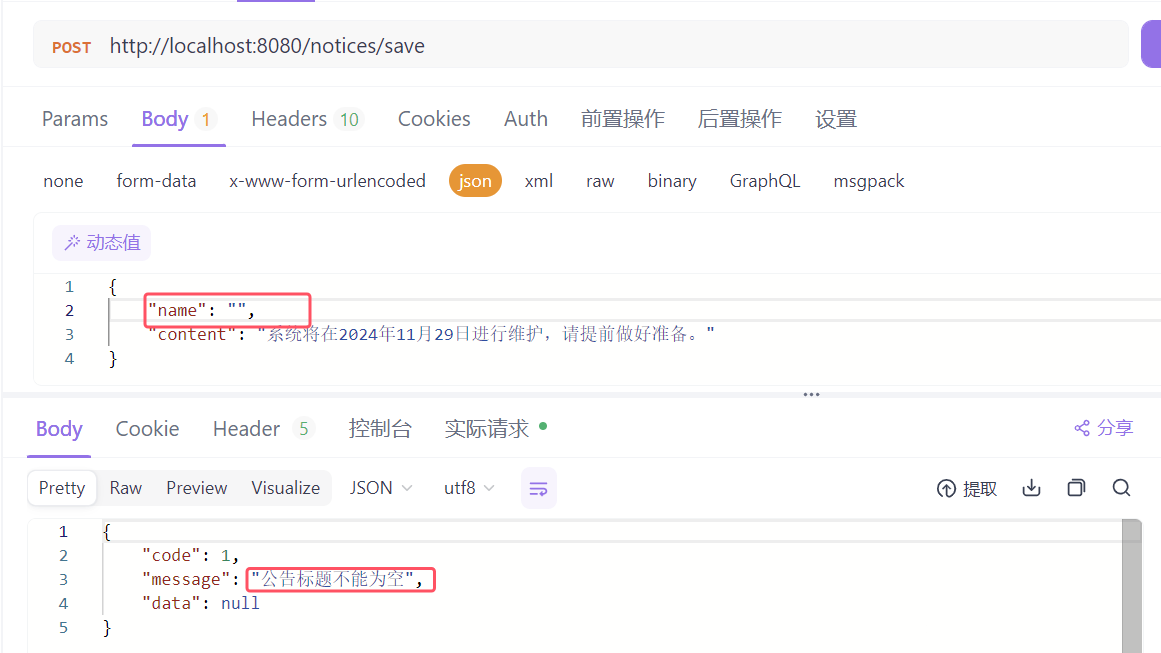 POST http://localhost:8080/notices/save
Params Body 1 Headers 10 Cookies Auth 前置操作 后置操作 设置
none form-data x-www-form-urlencoded json xml raw binary GraphQL msgpack
动态值
1 {
2 "name": "",
3 "content": "系统将在2024年11月29日进行维护，请提前做好准备。"
4 }
Body Cookie Header 5 控制台 实际请求 分享
Pretty Raw Preview Visualize JSON utf8 提取
1 {
2 "code": 1,
3 "message": "公告标题不能为空",
4 "data": null
5 }